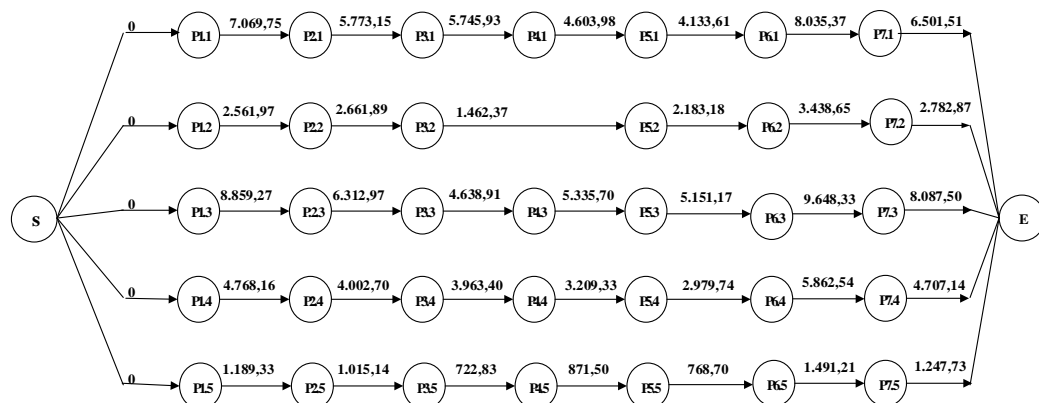 0 P1.1 7.069,75 P2.1 5.773,15 P3.1 5.745,93 P4.1 4.603,98 P5.1 4.133,61 P6.1 8.035,37 P7.1 6.501,51
0 P1.2 2.561,97 P2.2 2.661,89 P3.2 1.462,37 P5.2 2.183,18 P6.2 3.438,65 P7.2 2.782,87
S 0 P1.3 8.859,27 P2.3 6.312,97 P3.3 4.638,91 P4.3 5.335,70 P5.3 5.151,17 P6.3 9.648,33 P7.3 8.087,50 E
0 P1.4 4.768,16 P2.4 4.002,70 P3.4 3.963,40 P4.4 3.209,33 P5.4 2.979,74 P6.4 5.862,54 P7.4 4.707,14
0 P1.5 1.189,33 P2.5 1.015,14 P3.5 722,83 P4.5 871,50 P5.5 768,70 P6.5 1.491,21 P7.5 1.247,73